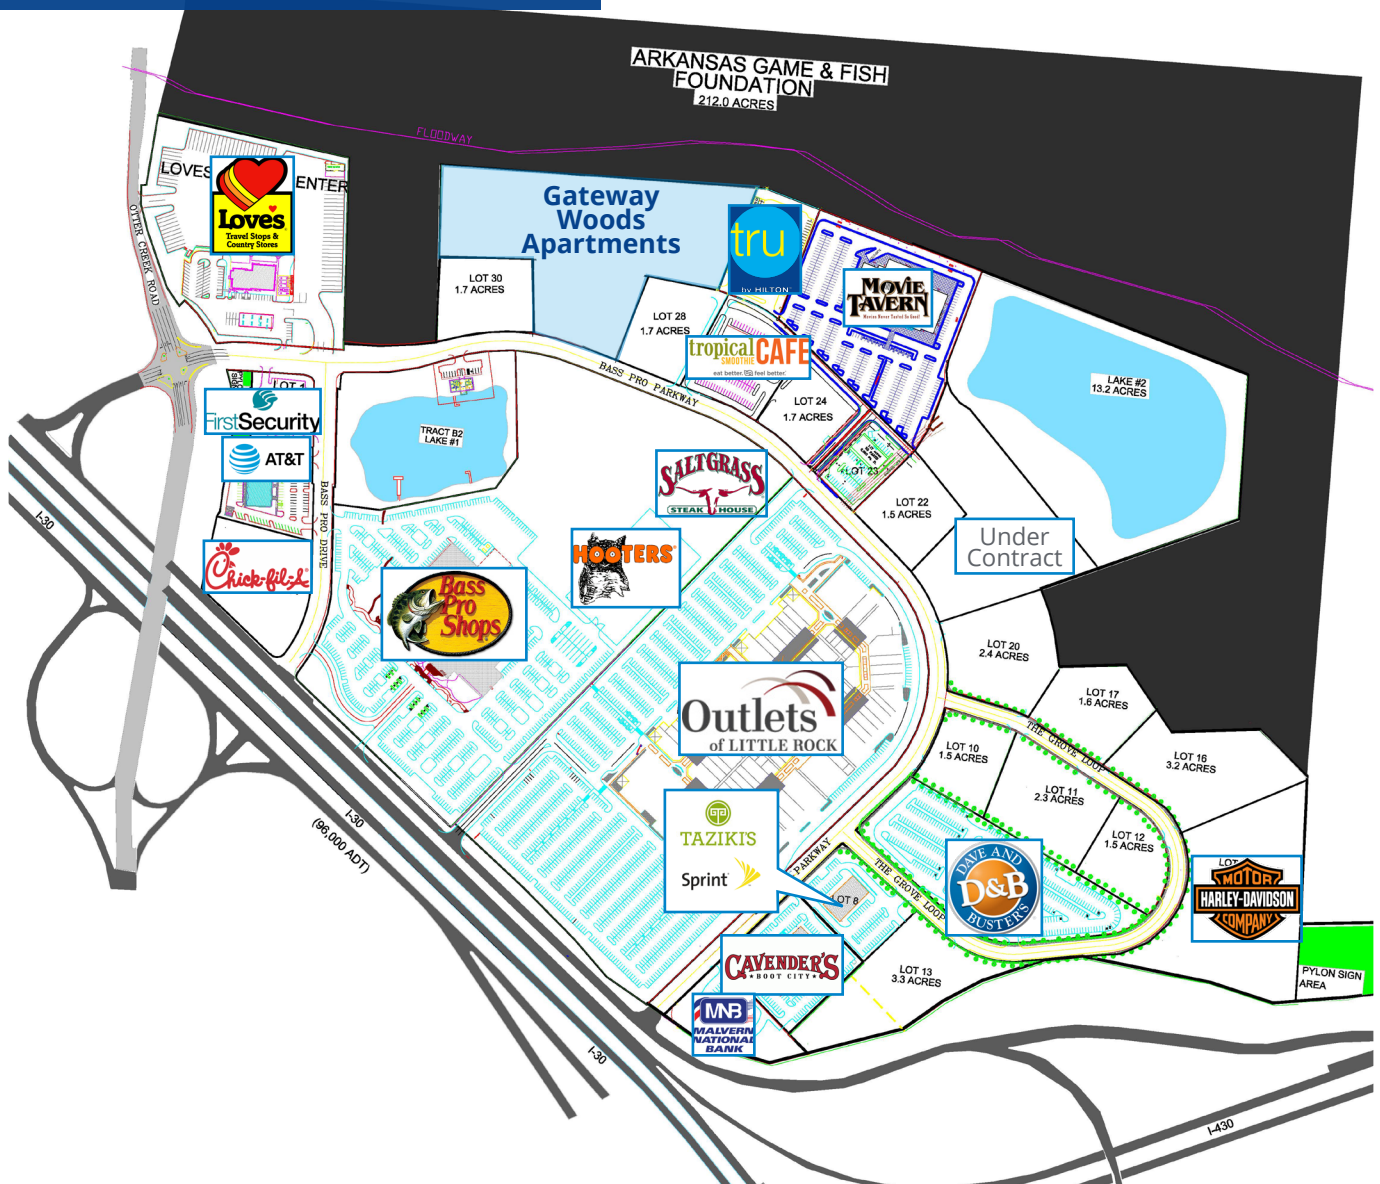 ARKANSAS GAME & FISH
FOUNDATION
212.0 ACRES
FLOODWAY
LOVES
ENTER
Love's
Travel Stops &
Country Stores
OTTER CREEK ROAD
Gateway
Woods
Apartments
tru
by HILTON
LOT 30
1.7 ACRES
LOT 28
1.7 ACRES
MOVIE
TAVERN
tropical
SMOOTHIE
CAFE
eat better. feel better.
BASS PRO PARKWAY
LOT 24
1.7 ACRES
LAKE #2
13.2 ACRES
LOT 1
FirstSecurity
AT&T
TRACT B2
LAKE #1
LOT 23
LOT 22
1.5 ACRES
SALTGRASS
STEAK HOUSE
HOOTERS
Under
Contract
BASS PRO DRIVE
I-30
Chick-fil-A
Bass
Pro
Shops
LOT 20
2.4 ACRES
LOT 17
1.6 ACRES
THE GROVE LOOP
LOT 16
3.2 ACRES
Outlets
of LITTLE ROCK
LOT 10
1.5 ACRES
LOT 11
2.3 ACRES
LOT 12
1.5 ACRES
I-30
(96,000 ADT)
TAZIKI'S
Sprint
PARKWAY
LOT 8
THE GROVE LOOP
DAVE AND
D&B
BUSTER'S
LOT
MOTOR
HARLEY-DAVIDSON
COMPANY
CAVENDER'S
BOOT CITY
LOT 13
3.3 ACRES
PYLON SIGN
AREA
MNB
MALVERN
NATIONAL
BANK
I-30
I-430